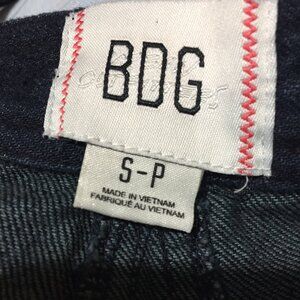 BDG
S-P
MADE IN VIETNAM
FABRIQUÉ AU VIETNAM